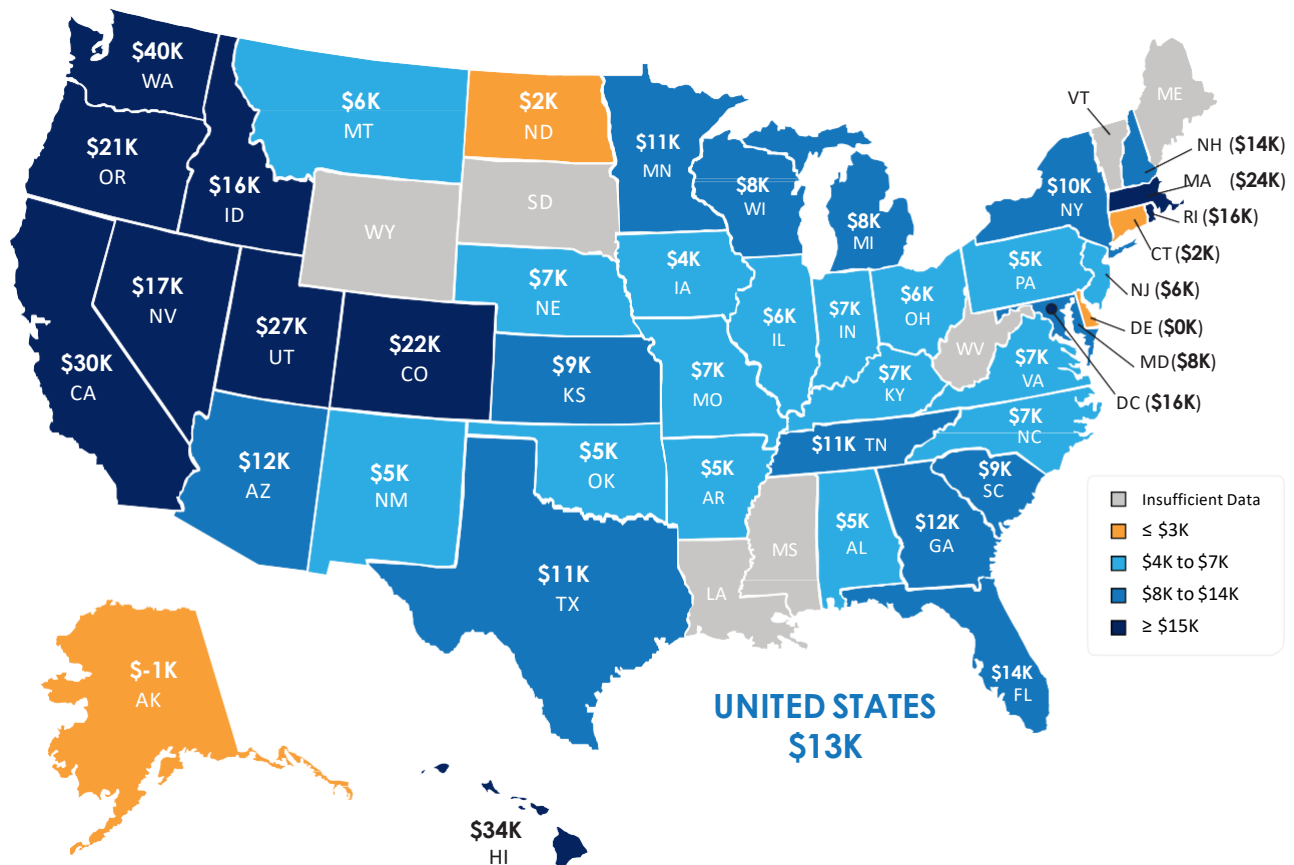 $40K
WA
$6K
MT
$2K
ND
$11K
MN
VT
ME
NH ($14K)
MA ($24K)
RI ($16K)
CT ($2K)
NJ ($6K)
DE ($0K)
MD($8K)
DC ($16K)
$21K
OR
$16K
ID
WY
SD
$8K
WI
$8K
MI
$10K
NY
$5K
PA
$17K
NV
$27K
UT
$22K
CO
$7K
NE
$4K
IA
$6K
IL
$7K
IN
$6K
OH
WV
$7K
VA
$30K
CA
$9K
KS
$7K
MO
$7K
KY
$7K
NC
$12K
AZ
$5K
NM
$5K
OK
$5K
AR
$11K TN
$9K
SC
$11K
TX
LA
MS
$5K
AL
$12K
GA
$14K
FL
Insufficient Data
≤ $3K
$4K to $7K
$8K to $14K
≥ $15K
$-1K
AK
$34K
HI
UNITED STATES
$13K